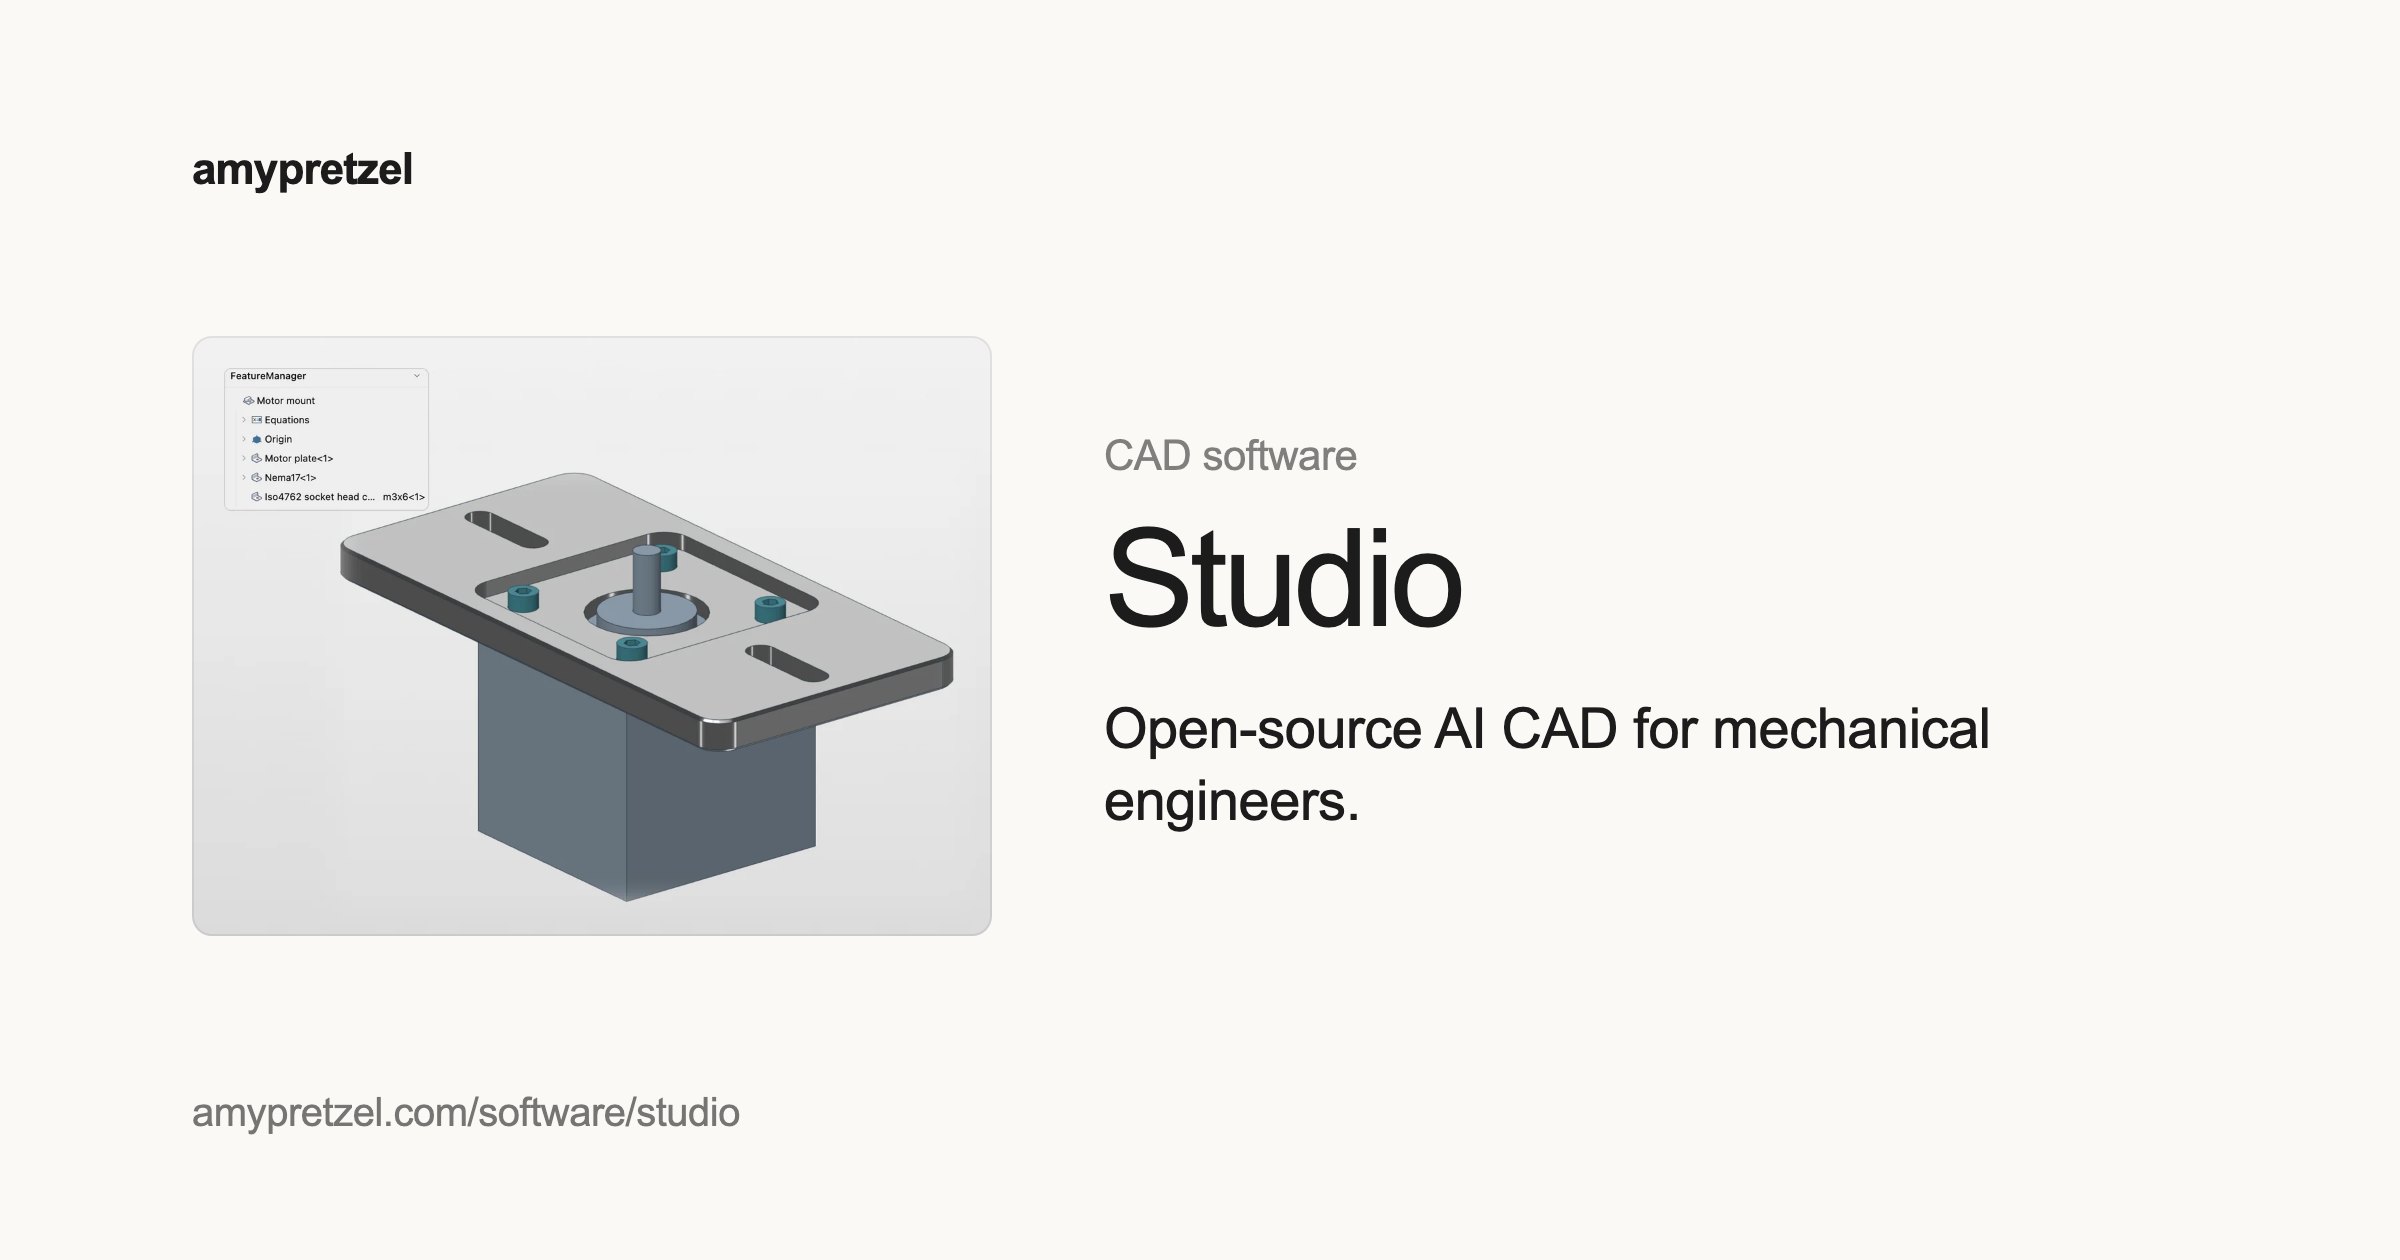 amypretzel
FeatureManager
Motor mount
Equations
Origin
Motor plate<1>
Nema17<1>
Iso4762 socket head c... m3x6<1>
CAD software
Studio
Open-source AI CAD for mechanical
engineers.
amypretzel.com/software/studio